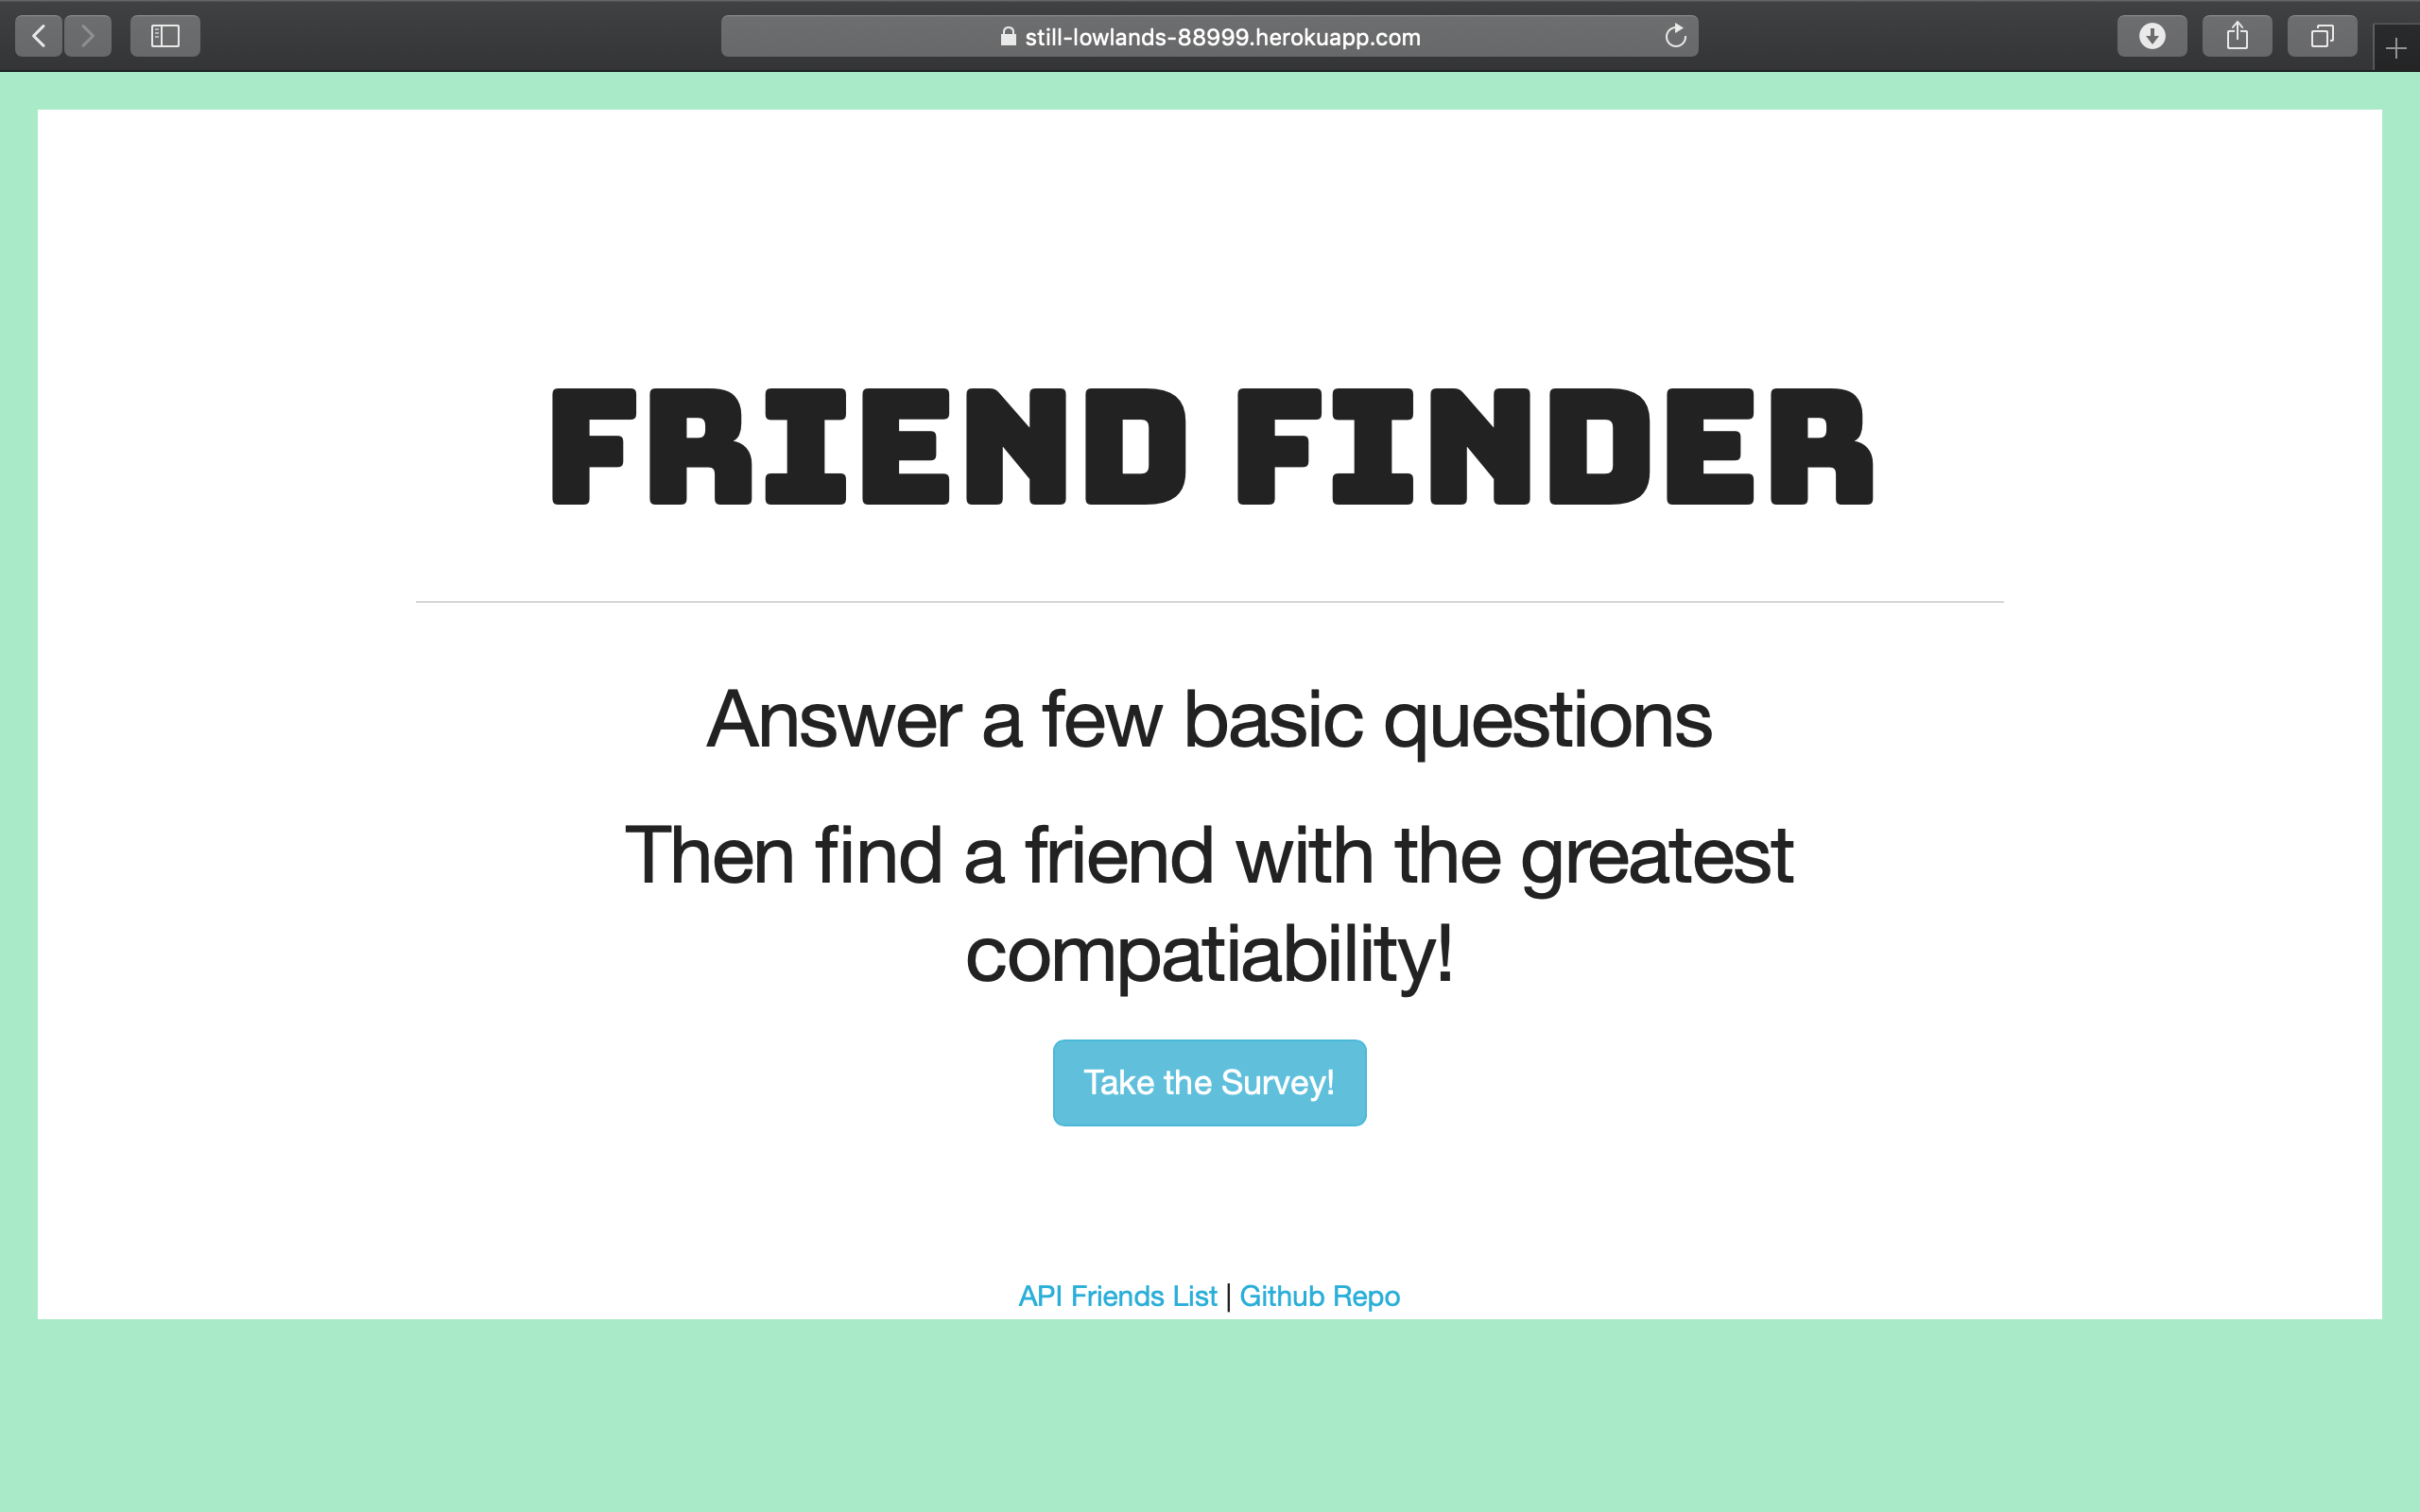 still-lowlands-88999.herokuapp.com
FRIEND FINDER
Answer a few basic questions
Then find a friend with the greatest
compatiability!
Take the Survey!
API Friends List | Github Repo